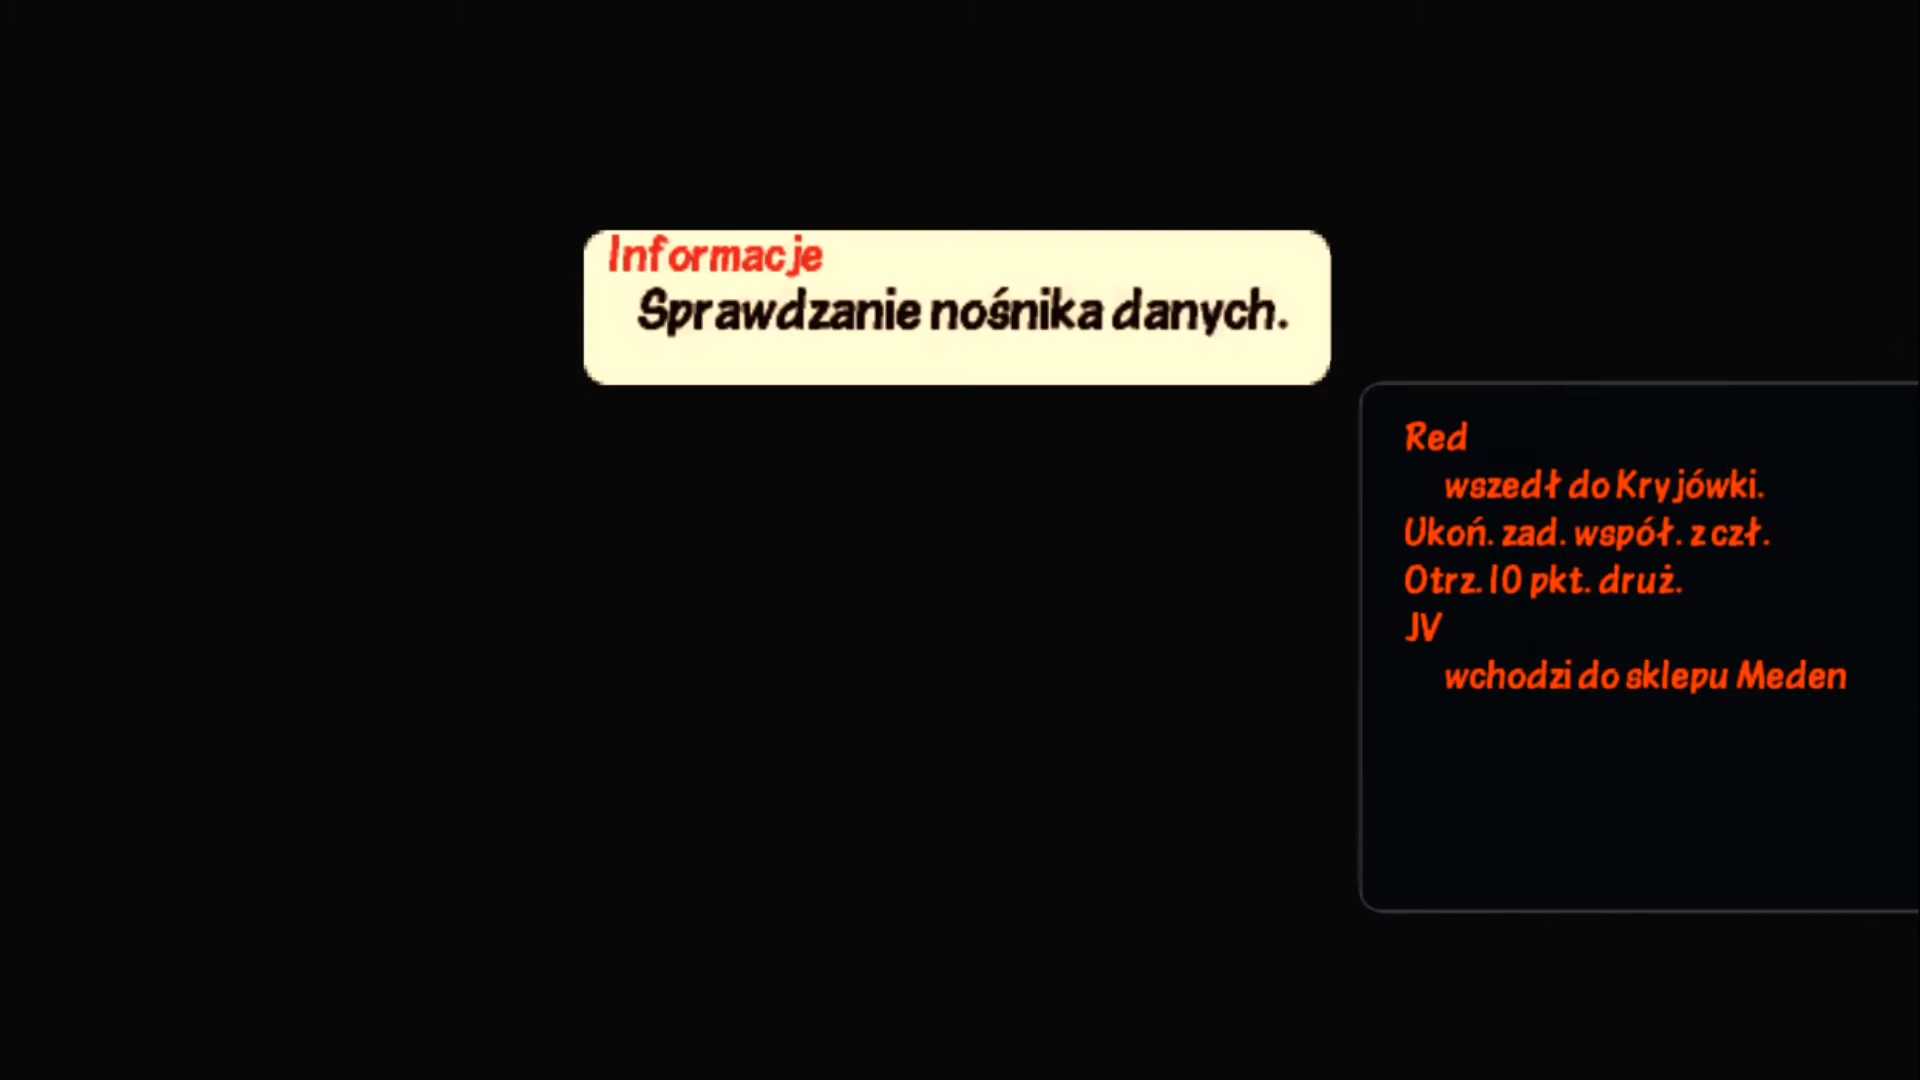 Informacje
Sprawdzanie nośnika danych.
Red
wszedł do Kryjówki.
Ukoń. zad. współ. z czł.
Otrz. 10 pkt. druż.
JV
wchodzi do sklepu Meden